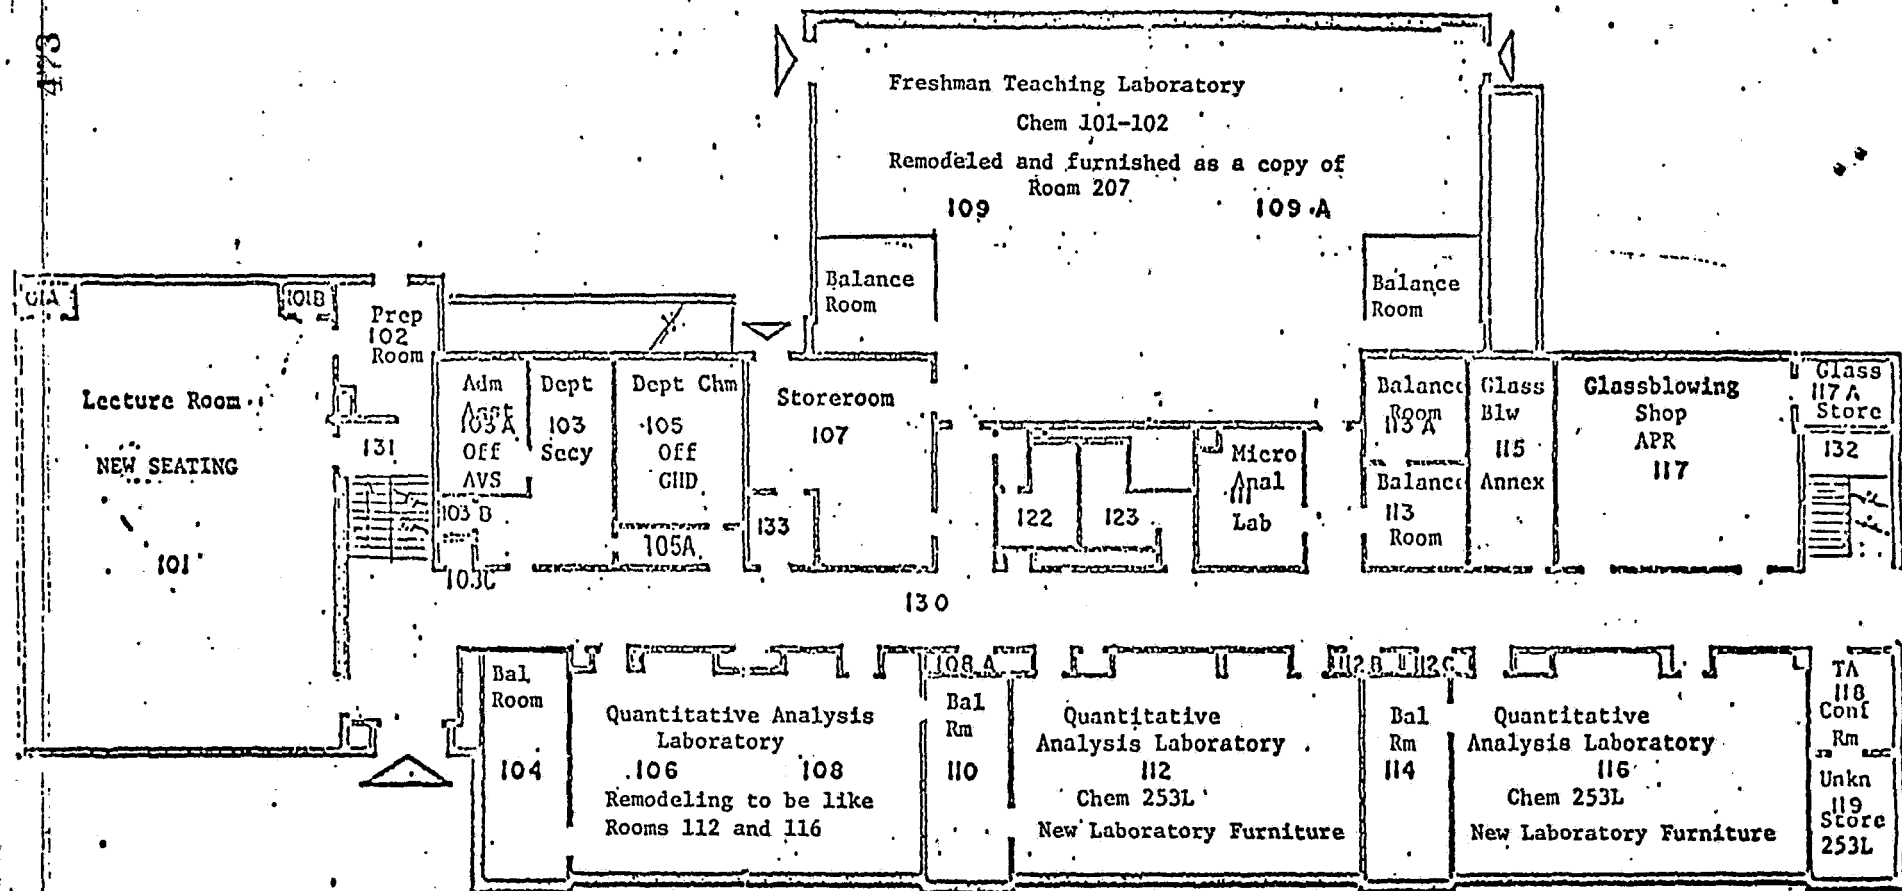 473
Freshman Teaching Laboratory
Chem 101-102
Remodeled and furnished as a copy of
Room 207
109
109 A
Balance
Room
Balance
Room
01A
101B
Prep
102
Room
Lecture Room
NEW SEATING
101
131
Adm
Asst
103 A
Off
AVS
103 B
103C
Dept
103
Secy
Dept Chm
105
Off
GHD
105A
Storeroom
107
133
122
123
Micro
Anal
111
Lab
Balance
Room
113 A
Balance
113
Room
Glass
Blw
115
Annex
Glassblowing
Shop
APR
117
Glass
117 A
Store
132
130
Bal
Room
104
Quantitative Analysis
Laboratory
106 108
Remodeling to be like
Rooms 112 and 116
108 A
Bal
Rm
110
Quantitative
Analysis Laboratory
112
Chem 253L
New Laboratory Furniture
112 B
112C
Bal
Rm
114
Quantitative
Analysis Laboratory
116
Chem 253L
New Laboratory Furniture
TA
118
Conf
Rm
Unkn
119
Store
253L